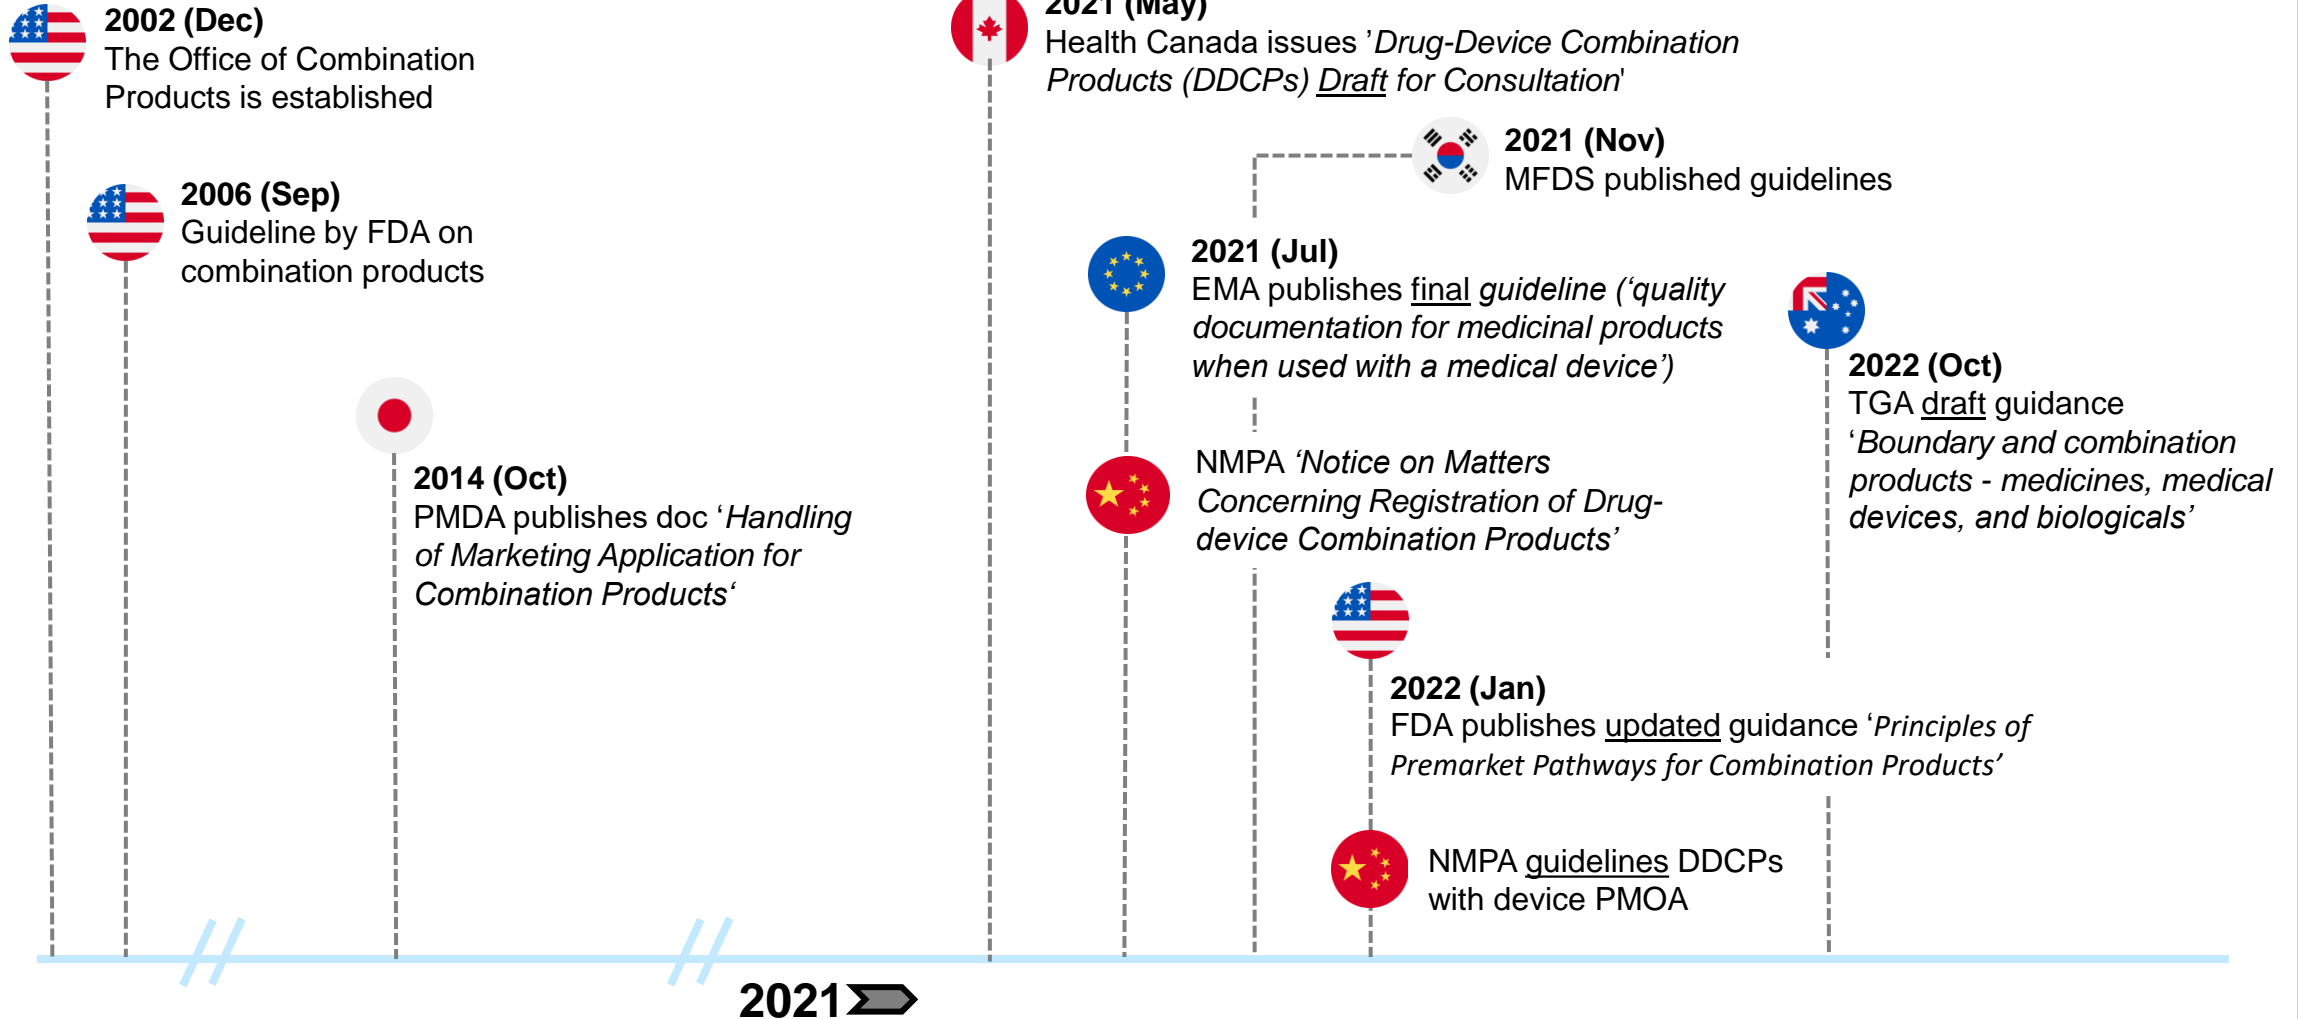 2002 (Dec)
The Office of Combination
Products is established
2006 (Sep)
Guideline by FDA on
combination products
2014 (Oct)
PMDA publishes doc ‘Handling
of Marketing Application for
Combination Products‘
2021 (May)
Health Canada issues ’Drug-Device Combination
Products (DDCPs) Draft for Consultation'
2021 (Nov)
MFDS published guidelines
2021 (Jul)
EMA publishes final guideline (‘quality
documentation for medicinal products
when used with a medical device’)
NMPA ‘Notice on Matters
Concerning Registration of Drug-
device Combination Products’
2022 (Jan)
FDA publishes updated guidance ‘Principles of
Premarket Pathways for Combination Products’
NMPA guidelines DDCPs
with device PMOA
2022 (Oct)
TGA draft guidance
‘Boundary and combination
products - medicines, medical
devices, and biologicals’
2021